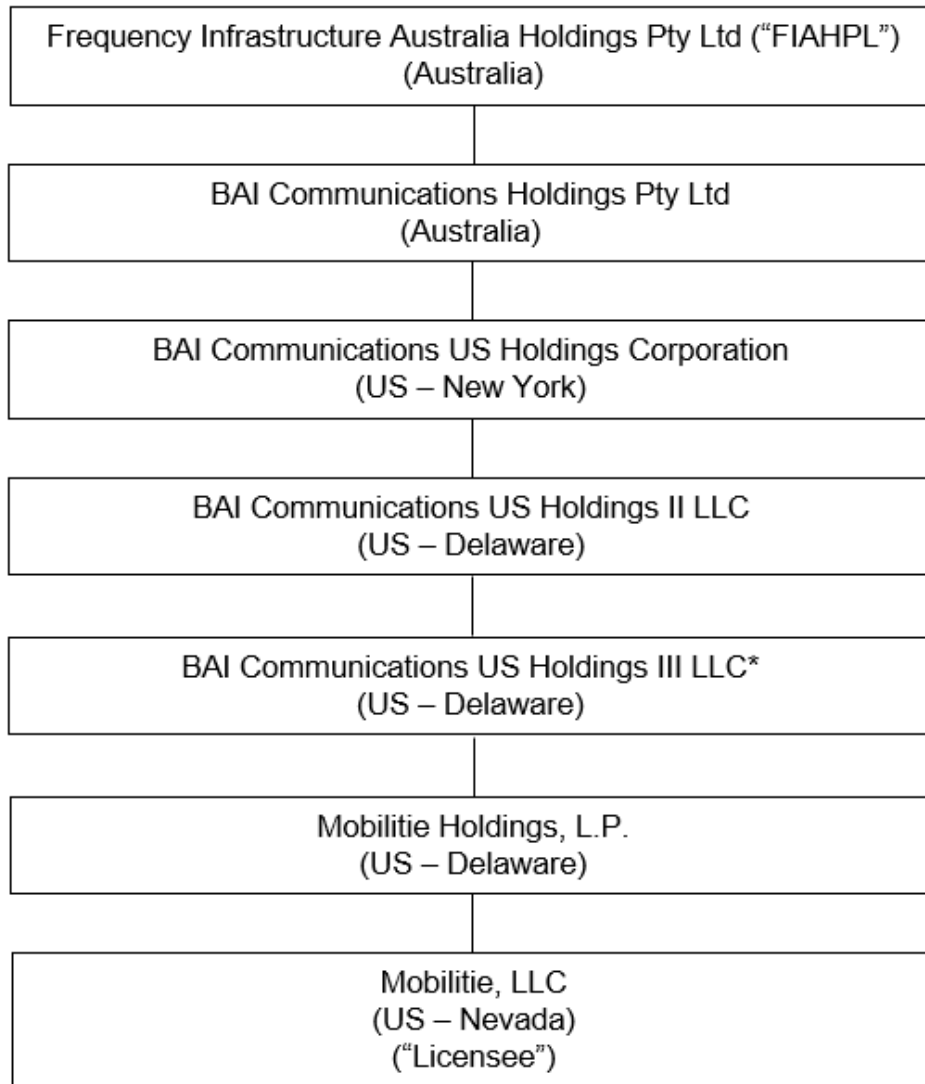 Frequency Infrastructure Australia Holdings Pty Ltd (“FIAHPL”)
(Australia)
BAI Communications Holdings Pty Ltd
(Australia)
BAI Communications US Holdings Corporation
(US – New York)
BAI Communications US Holdings II LLC
(US – Delaware)
BAI Communications US Holdings III LLC*
(US – Delaware)
Mobilitie Holdings, L.P.
(US – Delaware)
Mobilitie, LLC
(US – Nevada)
(“Licensee”)